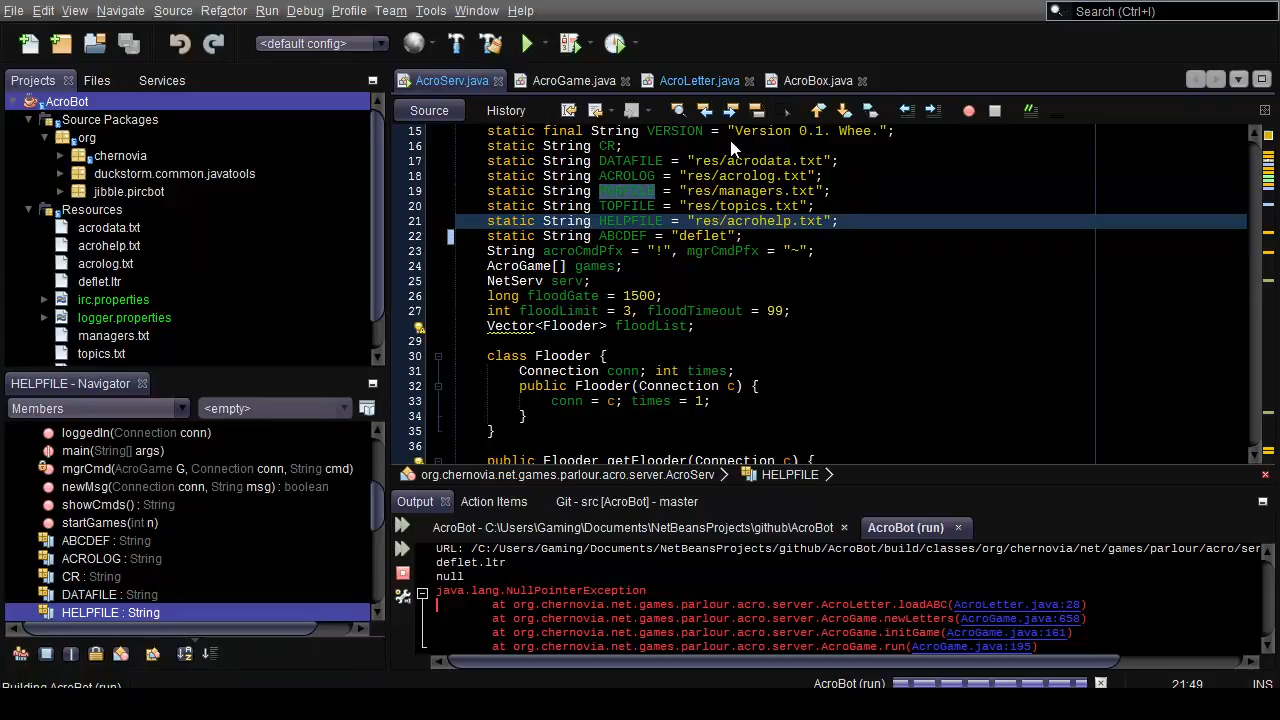 File Edit View Navigate Source Refactor Run Debug Profile Team Tools Window Help
Search (Ctrl+I)
<default config>
Projects Files Services
AcroServ.java AcroGame.java AcroLetter.java AcroBox.java
AcroBot
Source Packages
org
chernovia
duckstorm.common.javatools
jibble.pircbot
Resources
acrodata.txt
acrohelp.txt
acrolog.txt
deflet.ltr
irc.properties
logger.properties
managers.txt
topics.txt
Source History
15 static final String VERSION = "Version 0.1. Whee.";
16 static String CR;
17 static String DATAFILE = "res/acrodata.txt";
18 static String ACROLOG = "res/acrolog.txt";
19 static String = "res/managers.txt";
20 static String TOPFILE = "res/topics.txt";
21 static String HELPFILE = "res/acrohelp.txt";
22 static String ABCDEF = "deflet";
23 String acroCmdPfx = "!", mgrCmdPfx = "~";
24 AcroGame[] games;
25 NetServ serv;
26 long floodGate = 1500;
27 int floodLimit = 3, floodTimeout = 99;
Vector<Flooder> floodList;
29
30 class Flooder {
31 Connection conn; int times;
32 public Flooder(Connection c) {
33 conn = c; times = 1;
34 }
35 }
36
public Flooder getFlooder(Connection c) {
org.chernovia.net.games.parlour.acro.server.AcroServ HELPFILE
HELPFILE - Navigator
Members <empty>
loggedIn(Connection conn)
main(String[] args)
mgrCmd(AcroGame G, Connection conn, String cmd)
newMsg(Connection conn, String msg) : boolean
showCmds() : String
startGames(int n)
ABCDEF : String
ACROLOG : String
CR : String
DATAFILE : String
HELPFILE : String
Output Action Items Git - src [AcroBot] - master
AcroBot - C:\Users\Gaming\Documents\NetBeansProjects\github\AcroBot AcroBot (run)
URL: /C:/Users/Gaming/Documents/NetBeansProjects/github/AcroBot/build/classes/org/chernovia/net/games/parlour/acro/ser
deflet.ltr
null
java.lang.NullPointerException
at org.chernovia.net.games.parlour.acro.server.AcroLetter.loadABC(AcroLetter.java:28)
at org.chernovia.net.games.parlour.acro.server.AcroGame.newLetters(AcroGame.java:658)
at org.chernovia.net.games.parlour.acro.server.AcroGame.initGame(AcroGame.java:161)
at org.chernovia.net.games.parlour.acro.server.AcroGame.run(AcroGame.java:195)
Building AcroBot (run) AcroBot (run) 21:49 INS